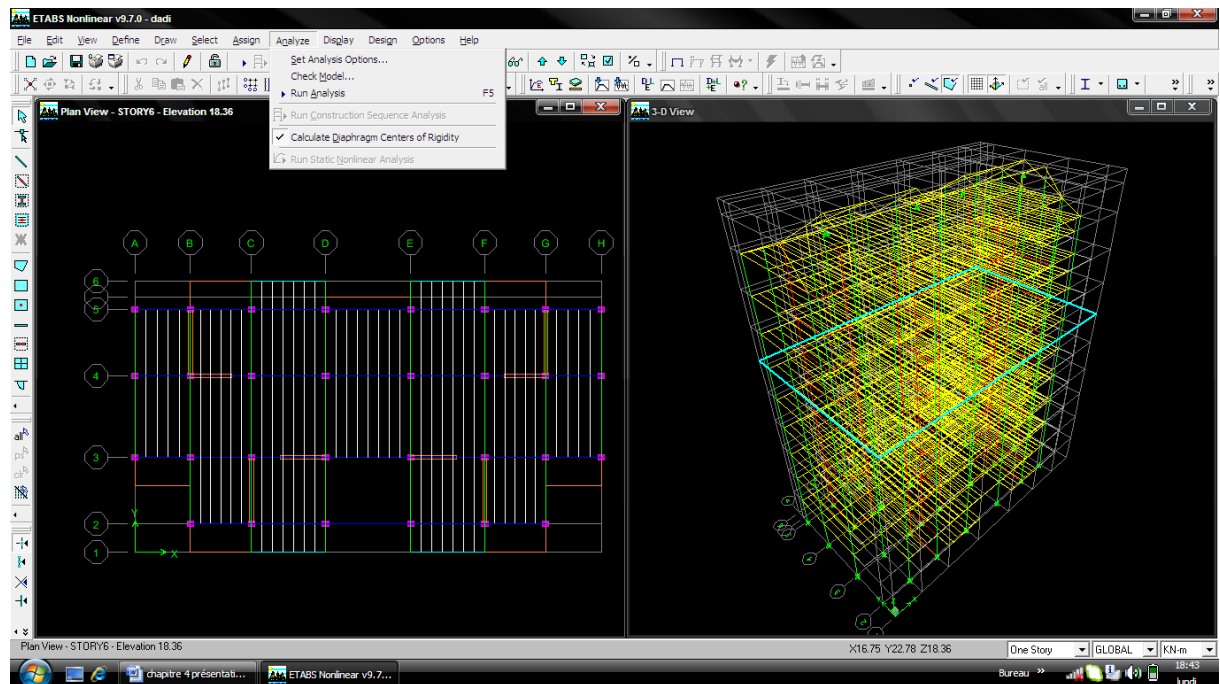 ETABS Nonlinear v9.7.0 - dadi
File Edit View Define Draw Select Assign Analyze Display Design Options Help
Set Analysis Options...
Check Model...
Run Analysis F5
Run Construction Sequence Analysis
Calculate Diaphragm Centers of Rigidity
Run Static Nonlinear Analysis
Plan View - STORY6 - Elevation 18.36
3-D View
A B C D E F G H
6
5
4
3
2
1
Y
X
all
ps
clr
Plan View - STORY6 - Elevation 18.36
X16.75 Y22.78 Z18.36
One Story
GLOBAL
KN-m
chapitre 4 présentati...
ETABS Nonlinear v9.7...
Bureau
18:43
lundi